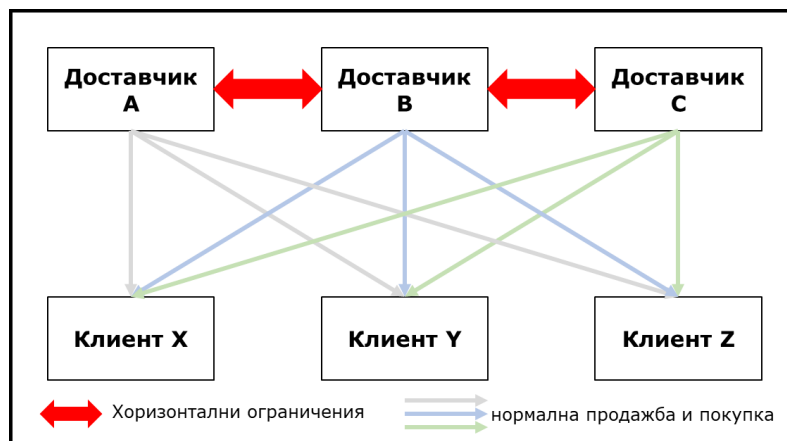 Доставчик
A
Доставчик
B
Доставчик
C
Клиент X
Клиент Y
Клиент Z
Хоризонтални ограничения
нормална продажба и покупка